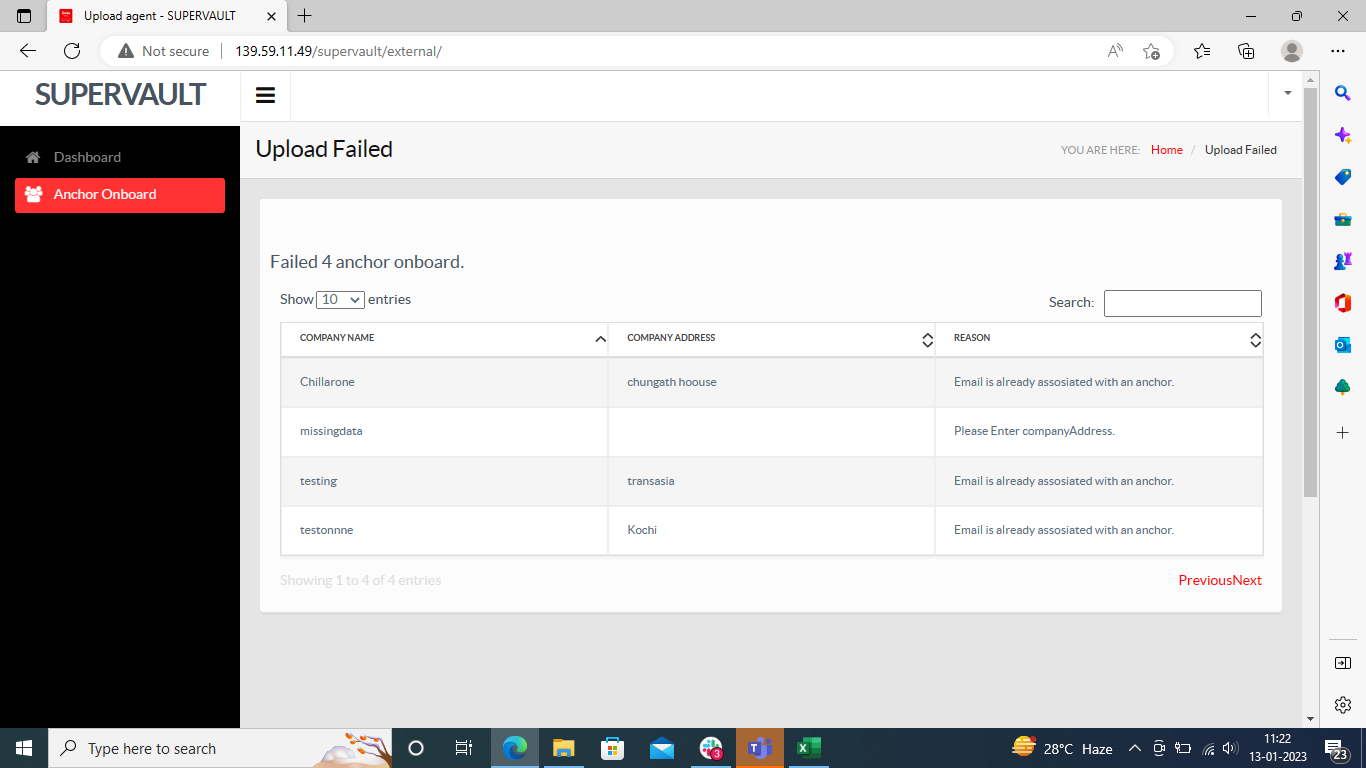 Upload agent - SUPERVAULT
Not secure
139.59.11.49/supervault/external/
SUPERVAULT
Dashboard
Anchor Onboard
Upload Failed
YOU ARE HERE: Home / Upload Failed
Failed 4 anchor onboard.
Show 10 entries
Search:
COMPANY NAME COMPANY ADDRESS REASON
Chillarone chungath hoouse Email is already assosiated with an anchor.
missingdata Please Enter companyAddress.
testing transasia Email is already assosiated with an anchor.
testonnne Kochi Email is already assosiated with an anchor.
Showing 1 to 4 of 4 entries
PreviousNext
Type here to search
3
28°C Haze
11:22
13-01-2023
23